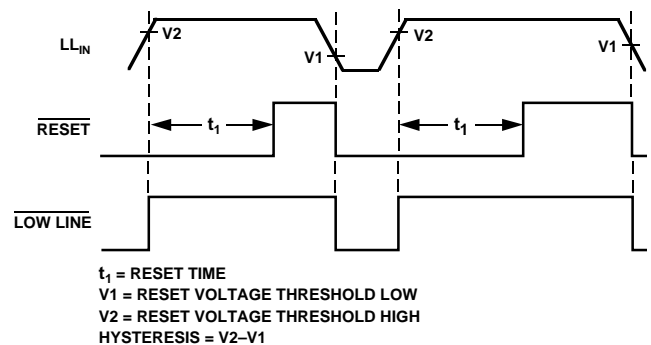 LL_IN
V2
V1
V2
V1
RESET
t1
t1
LOW LINE
t1 = RESET TIME
V1 = RESET VOLTAGE THRESHOLD LOW
V2 = RESET VOLTAGE THRESHOLD HIGH
HYSTERESIS = V2–V1